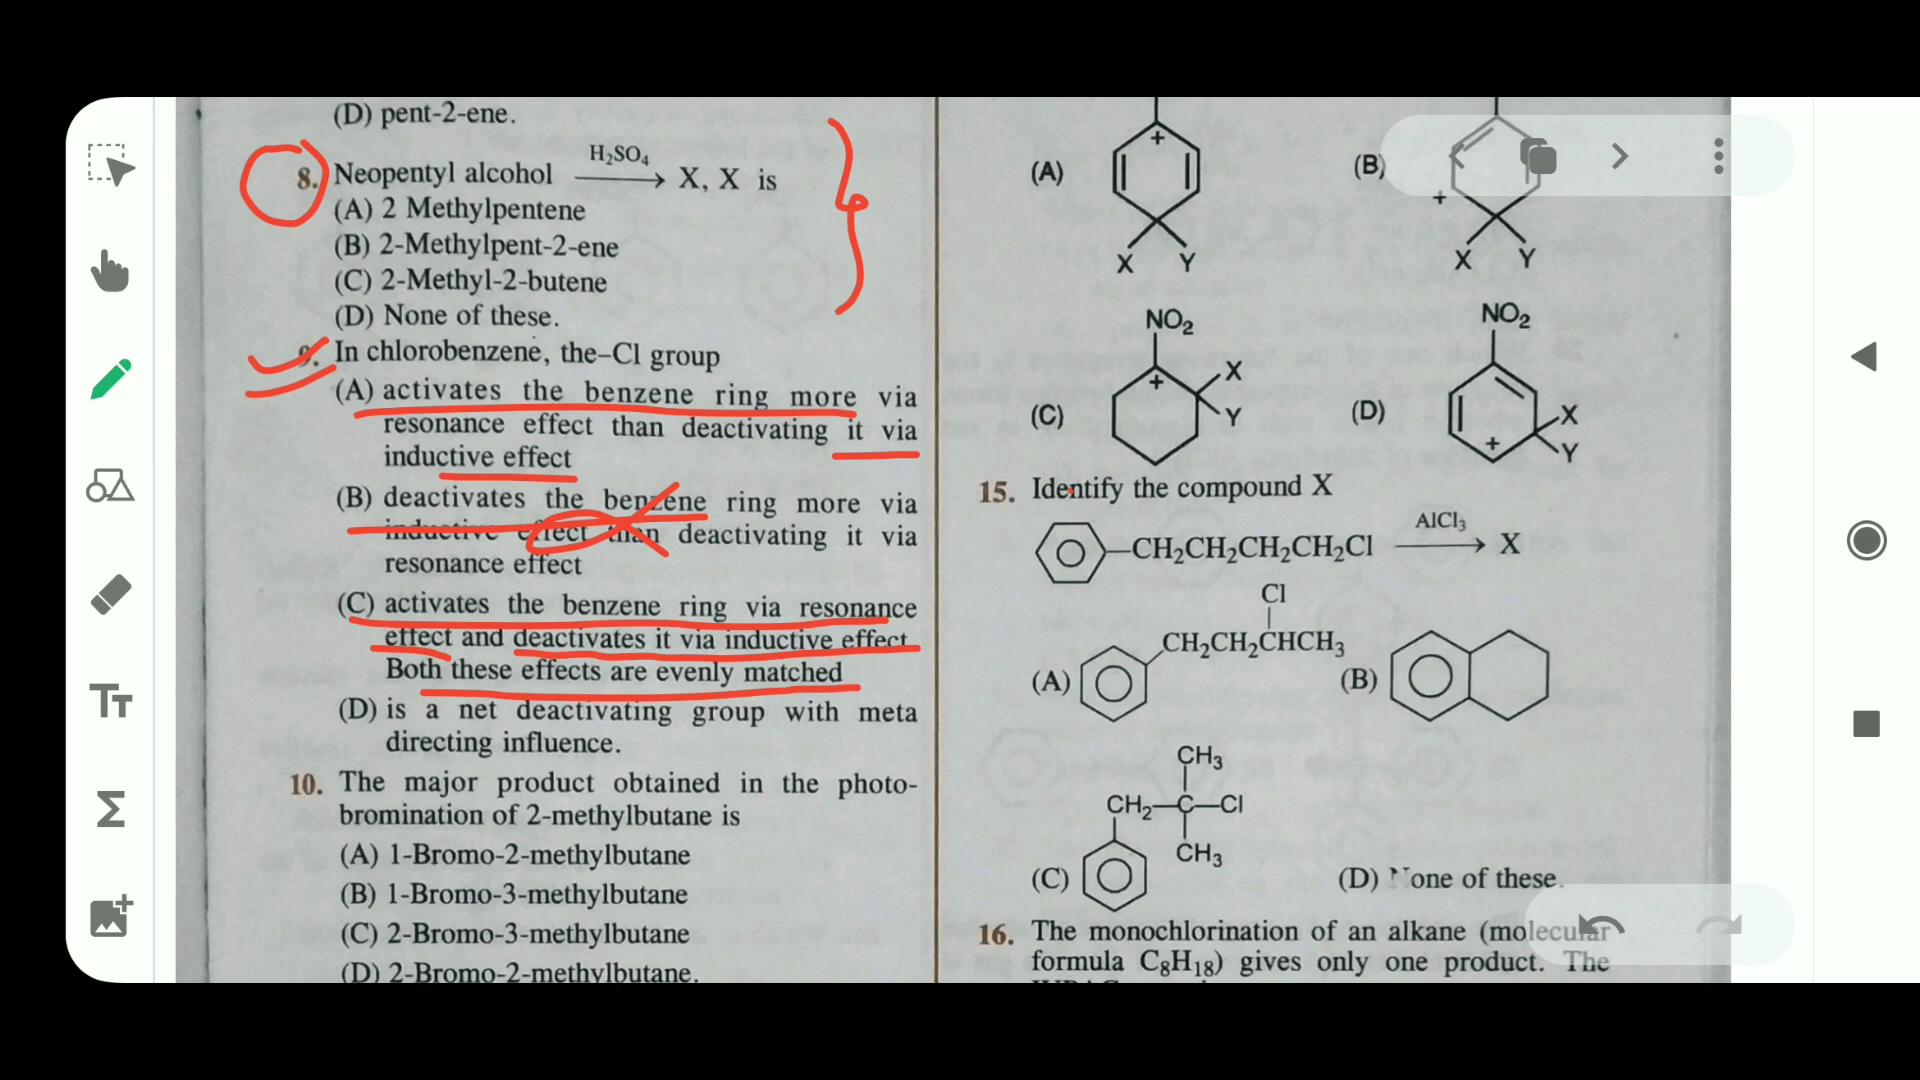 (D) pent-2-ene.
8. Neopentyl alcohol H₂SO₄ → X, X is
(A) 2 Methylpentene
(B) 2-Methylpent-2-ene
(C) 2-Methyl-2-butene
(D) None of these.
9. In chlorobenzene, the–Cl group
(A) activates the benzene ring more via
resonance effect than deactivating it via
inductive effect
(B) deactivates the benzene ring more via
inductive effect than deactivating it via
resonance effect
(C) activates the benzene ring via resonance
effect and deactivates it via inductive effect.
Both these effects are evenly matched
(D) is a net deactivating group with meta
directing influence.
10. The major product obtained in the photo-
bromination of 2-methylbutane is
(A) 1-Bromo-2-methylbutane
(B) 1-Bromo-3-methylbutane
(C) 2-Bromo-3-methylbutane
(D) 2-Bromo-2-methylbutane.
(A) + X Y
(B) + X Y
(C) NO₂ + X Y
(D) NO₂ + X Y
15. Identify the compound X
–CH₂CH₂CH₂CH₂Cl AlCl₃ → X
Cl
(A) CH₂CH₂CHCH₃
(B)
CH₃
CH₂–C–Cl
CH₃
(C)
(D) None of these.
16. The monochlorination of an alkane (molecular
formula C₈H₁₈) gives only one product. The
Tт
Σ